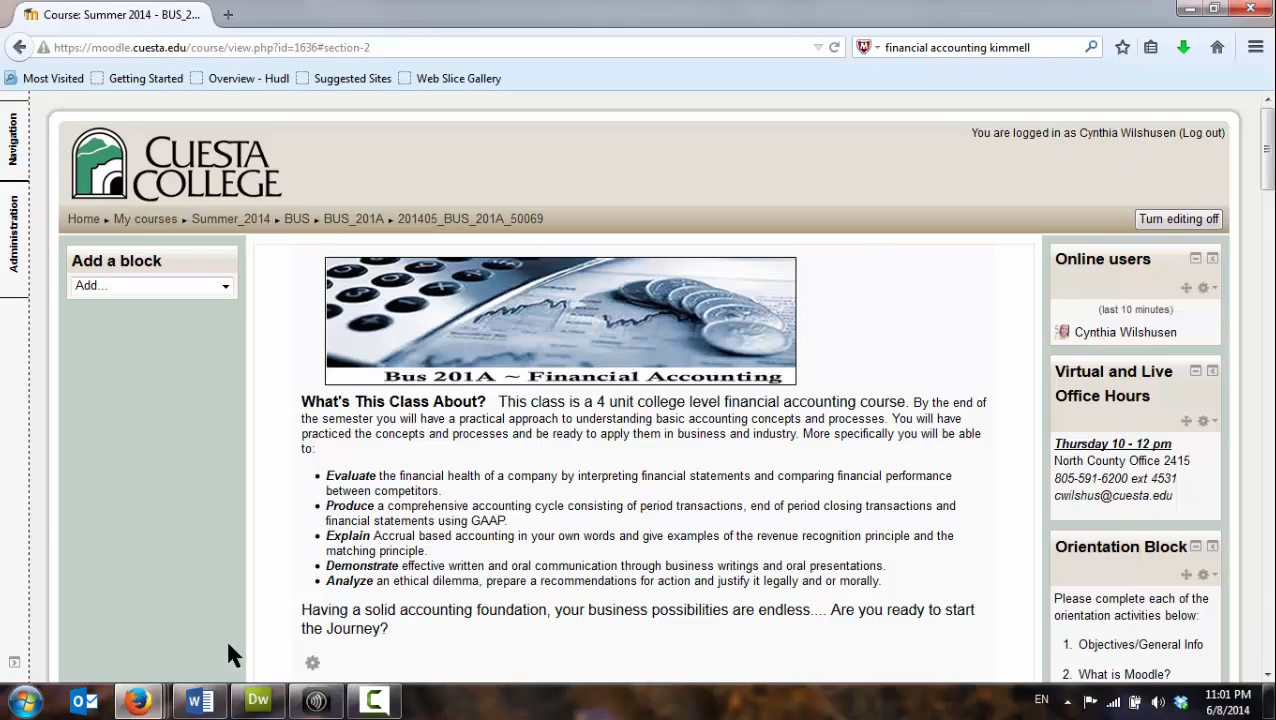 Course: Summer 2014 - BUS_2...
https://moodle.cuesta.edu/course/view.php?id=1636#section-2
financial accounting kimmell
Most Visited
Getting Started
Overview - Hudl
Suggested Sites
Web Slice Gallery
Navigation
Administration
CUESTA
COLLEGE
You are logged in as Cynthia Wilshusen (Log out)
Home ► My courses ► Summer_2014 ► BUS ► BUS_201A ► 201405_BUS_201A_50069
Turn editing off
Add a block
Add...
Bus 201A ~ Financial Accounting
What's This Class About? This class is a 4 unit college level financial accounting course. By the end of
the semester you will have a practical approach to understanding basic accounting concepts and processes. You will have
practiced the concepts and processes and be ready to apply them in business and industry. More specifically you will be able
to:
• Evaluate the financial health of a company by interpreting financial statements and comparing financial performance
between competitors.
• Produce a comprehensive accounting cycle consisting of period transactions, end of period closing transactions and
financial statements using GAAP.
• Explain Accrual based accounting in your own words and give examples of the revenue recognition principle and the
matching principle.
• Demonstrate effective written and oral communication through business writings and oral presentations.
• Analyze an ethical dilemma, prepare a recommendations for action and justify it legally and or morally.
Having a solid accounting foundation, your business possibilities are endless.... Are you ready to start
the Journey?
Online users
(last 10 minutes)
Cynthia Wilshusen
Virtual and Live
Office Hours
Thursday 10 - 12 pm
North County Office 2415
805-591-6200 ext 4531
cwilshus@cuesta.edu
Orientation Block
Please complete each of the
orientation activities below:
1. Objectives/General Info
2. What is Moodle?
Dw
EN
11:01 PM
6/8/2014